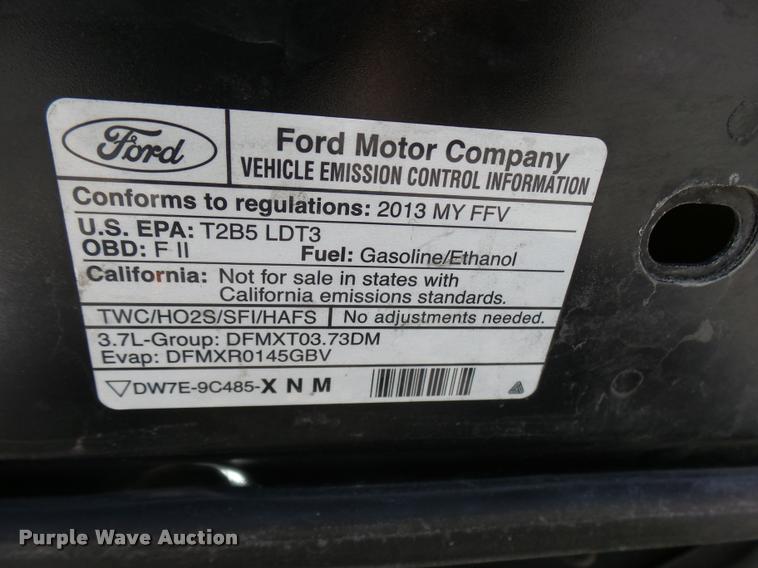 Ford
Ford Motor Company
VEHICLE EMISSION CONTROL INFORMATION
Conforms to regulations: 2013 MY FFV
U.S. EPA: T2B5 LDT3
OBD: F II Fuel: Gasoline/Ethanol
California: Not for sale in states with
California emissions standards.
TWC/HO2S/SFI/HAFS No adjustments needed.
3.7L-Group: DFMXT03.73DM
Evap: DFMXR0145GBV
DW7E-9C485-X N M
Purple Wave Auction